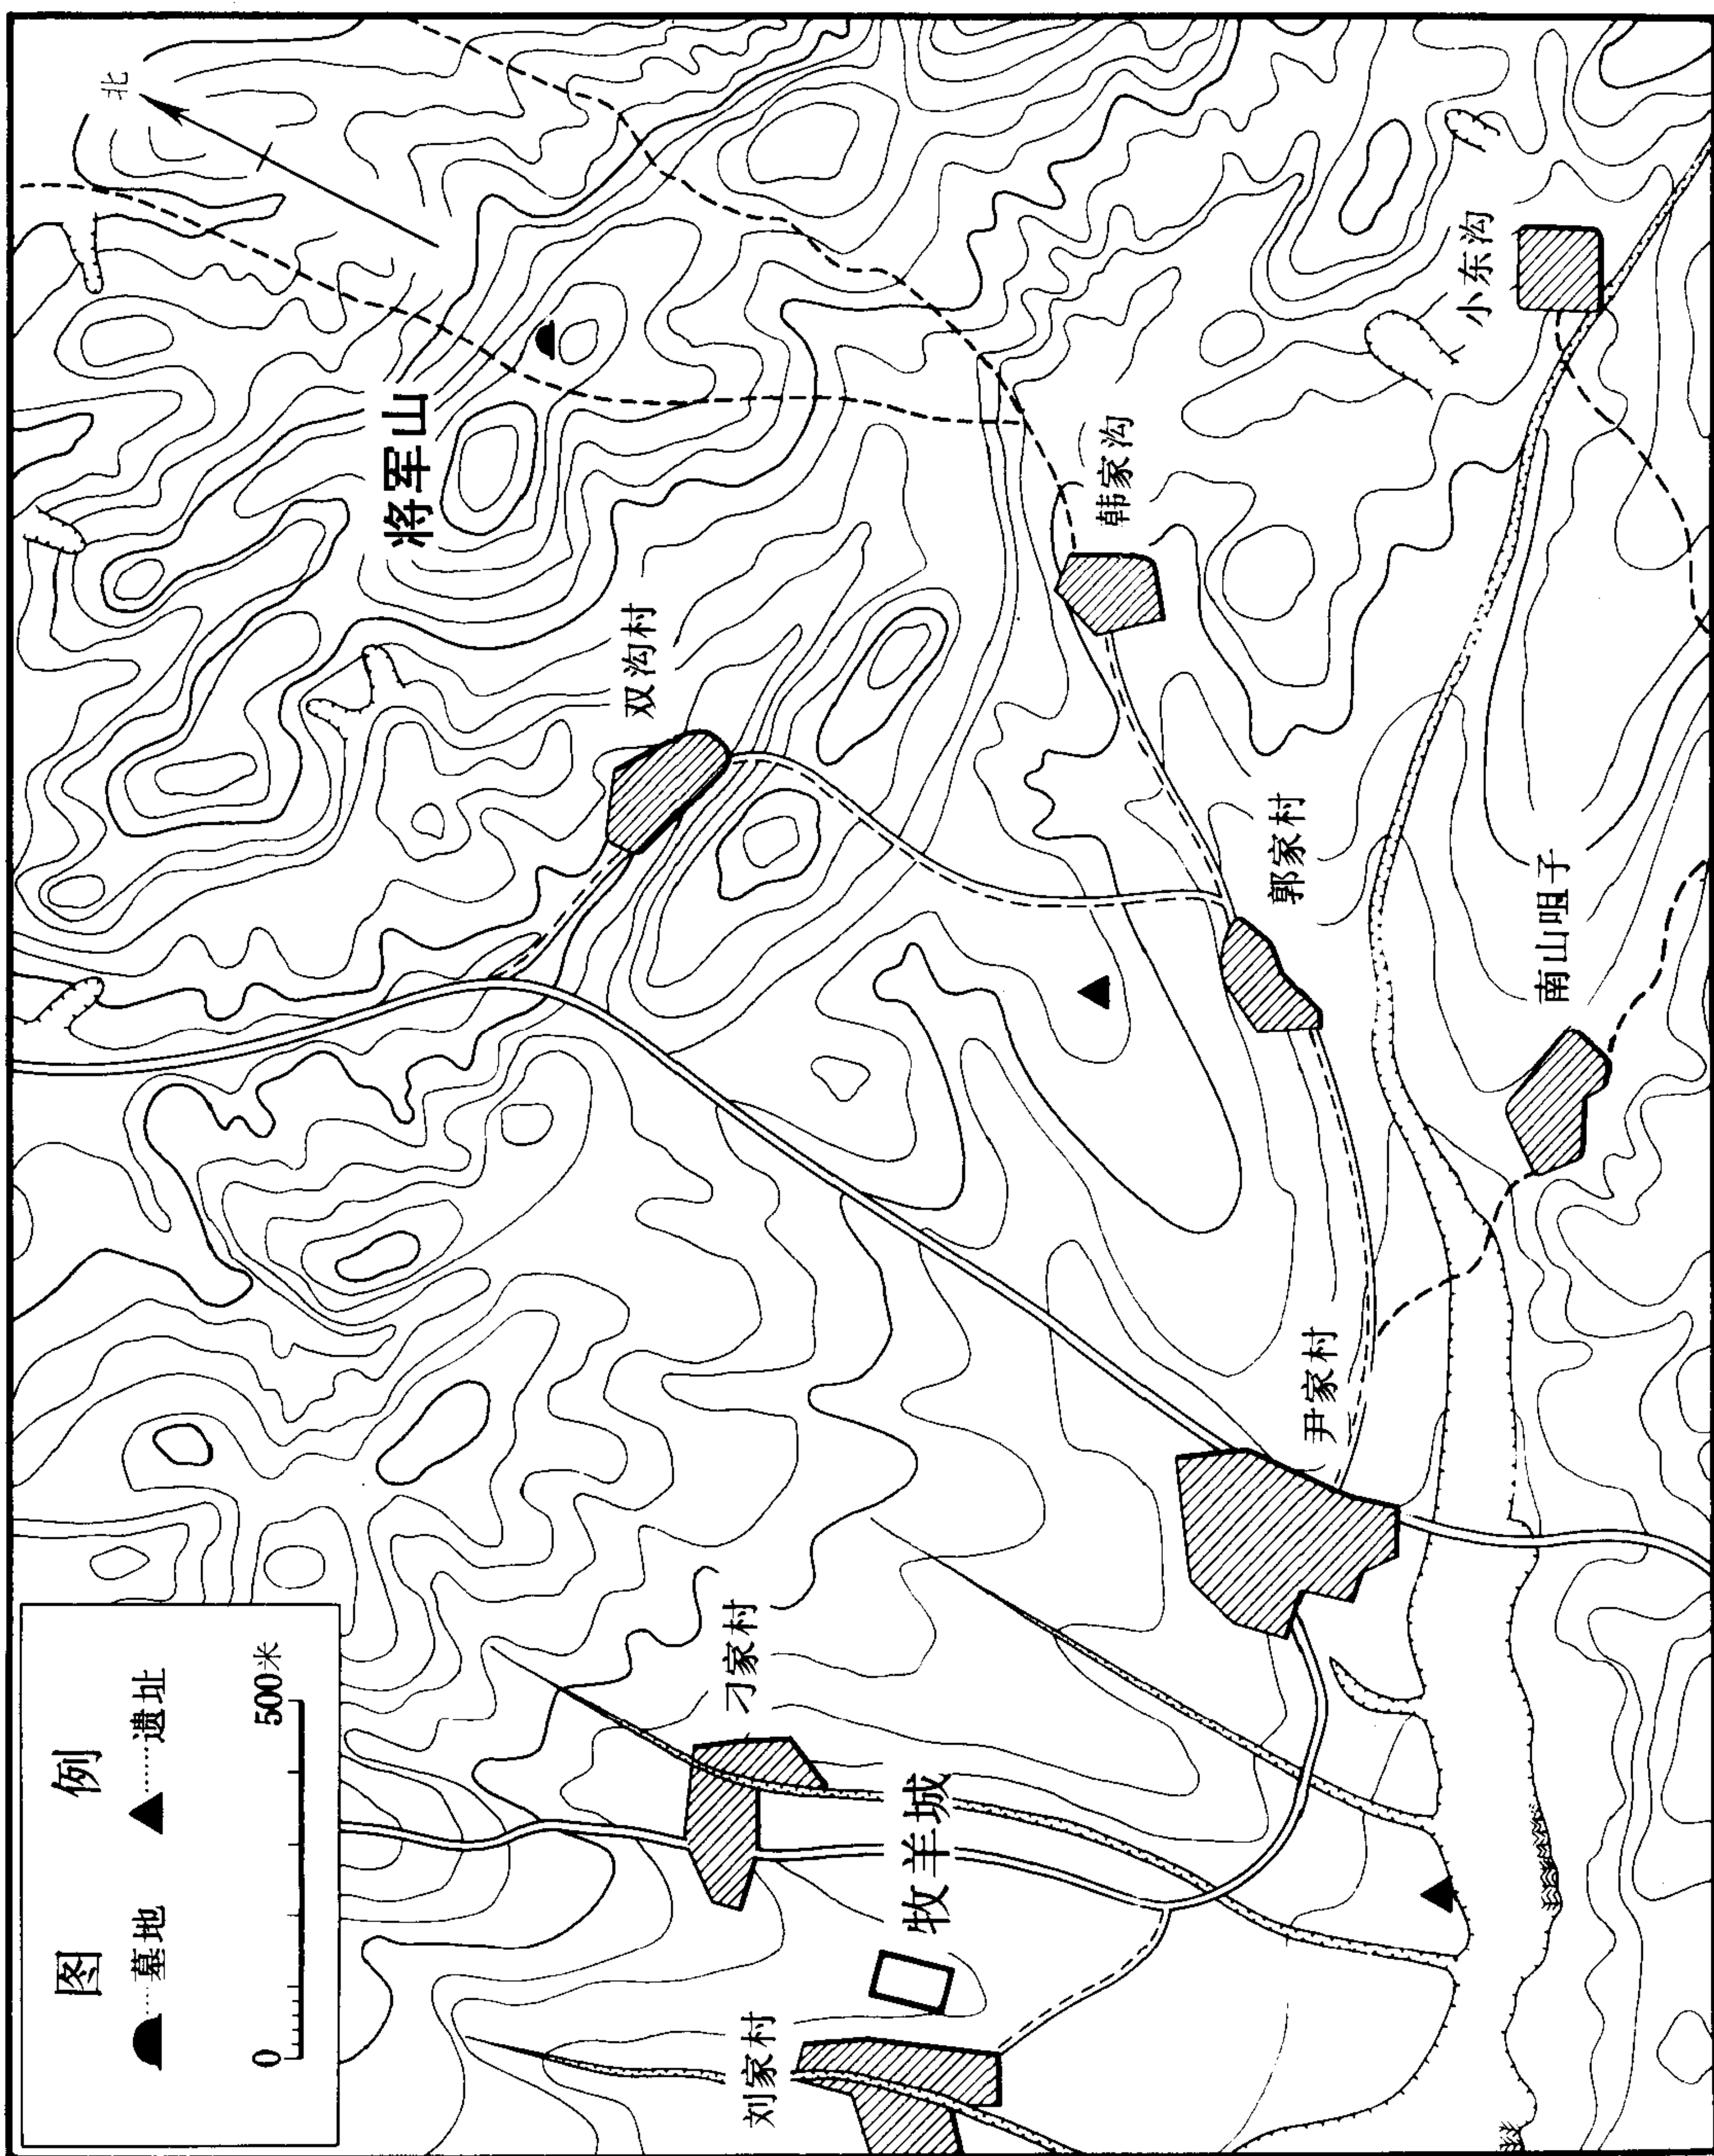 北
将军山
双沟村
韩家沟
小东沟
郭家村
南山咀子
尹家村
刁家村
牧羊城
刘家村
图 例
墓地 遗址
0 500米